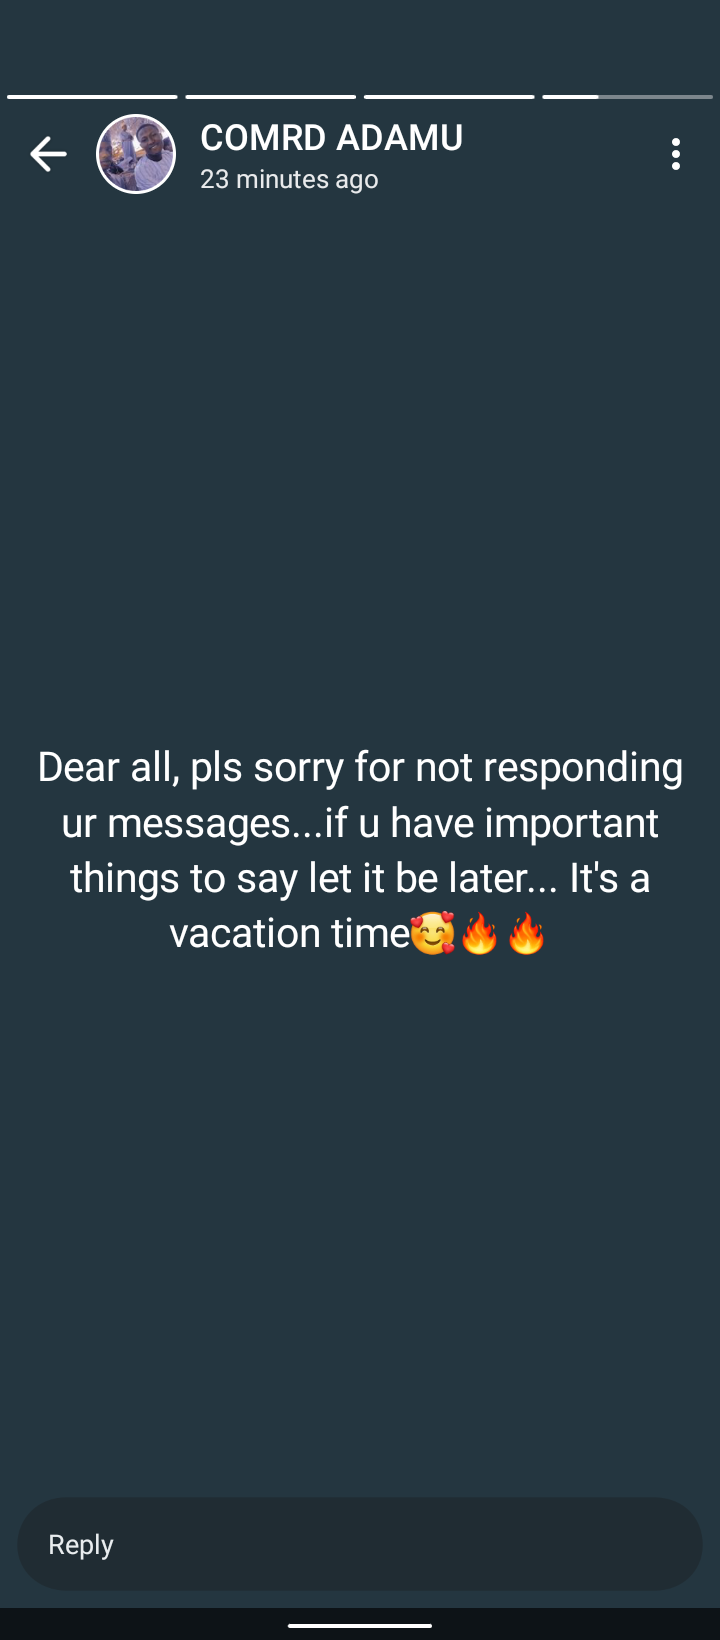 COMRD ADAMU
23 minutes ago
Dear all, pls sorry for not responding
ur messages...if u have important
things to say let it be later... It's a
vacation time🥰🔥🔥
Reply